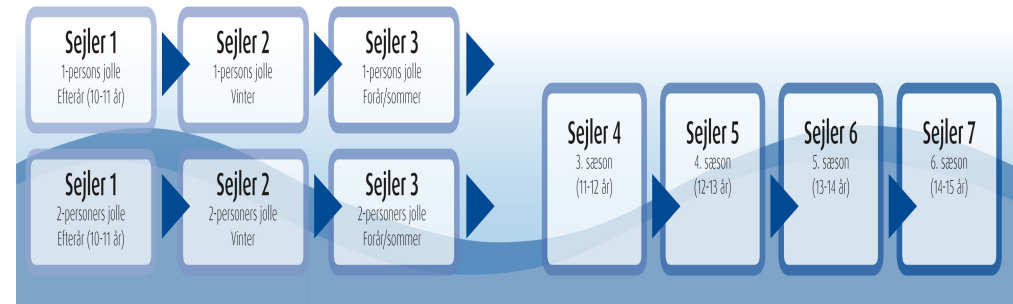 Sejler 1
1-persons jolle
Efterår (10-11 år)
Sejler 2
1-persons jolle
Vinter
Sejler 3
1-persons jolle
Forår/sommer
Sejler 1
2-personers jolle
Efterår (10-11 år)
Sejler 2
2-personers jolle
Vinter
Sejler 3
2-personers jolle
Forår/sommer
Sejler 4
3. sæson
(11-12 år)
Sejler 5
4. sæson
(12-13 år)
Sejler 6
5. sæson
(13-14 år)
Sejler 7
6. sæson
(14-15 år)